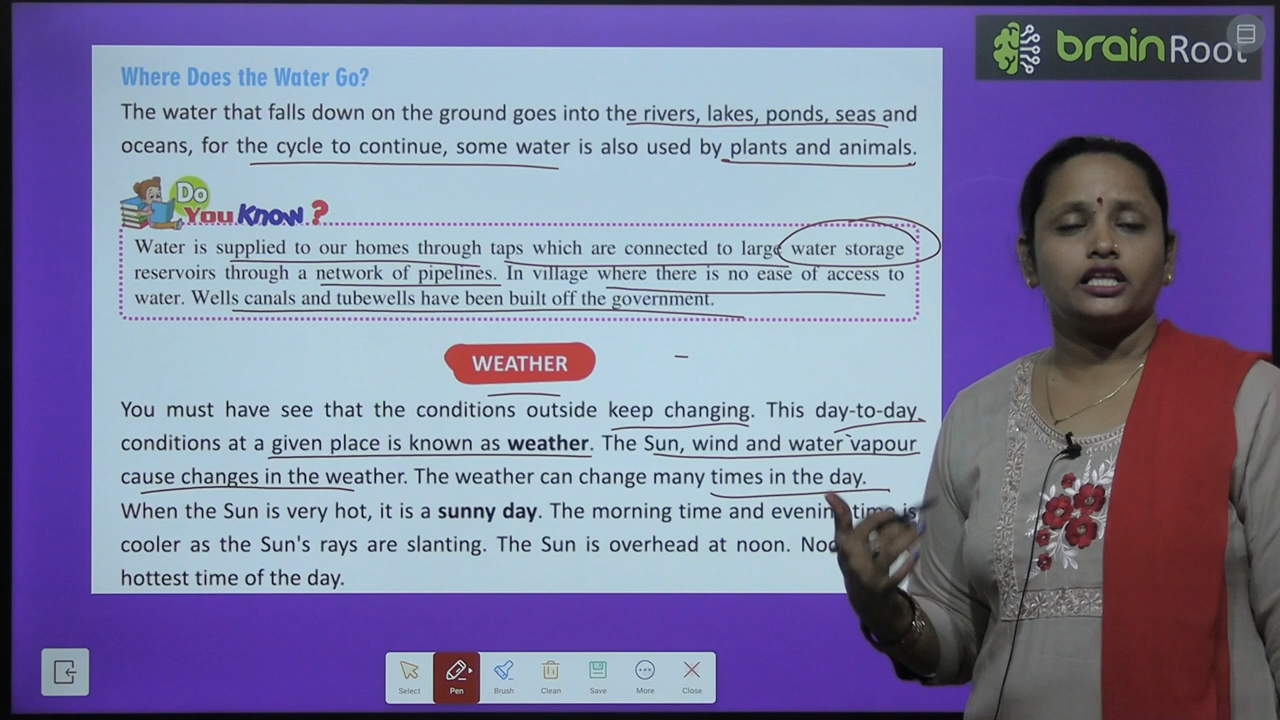 brainRoot
Where Does the Water Go?
The water that falls down on the ground goes into the rivers, lakes, ponds, seas and
oceans, for the cycle to continue, some water is also used by plants and animals.
Do
You Know?
Water is supplied to our homes through taps which are connected to large water storage
reservoirs through a network of pipelines. In village where there is no ease of access to
water. Wells canals and tubewells have been built off the government.
WEATHER
You must have see that the conditions outside keep changing. This day-to-day
conditions at a given place is known as weather. The Sun, wind and water vapour
cause changes in the weather. The weather can change many times in the day.
When the Sun is very hot, it is a sunny day. The morning time and evening time is
cooler as the Sun's rays are slanting. The Sun is overhead at noon.
hottest time of the day.
Select Pen Brush Clean Save More Close